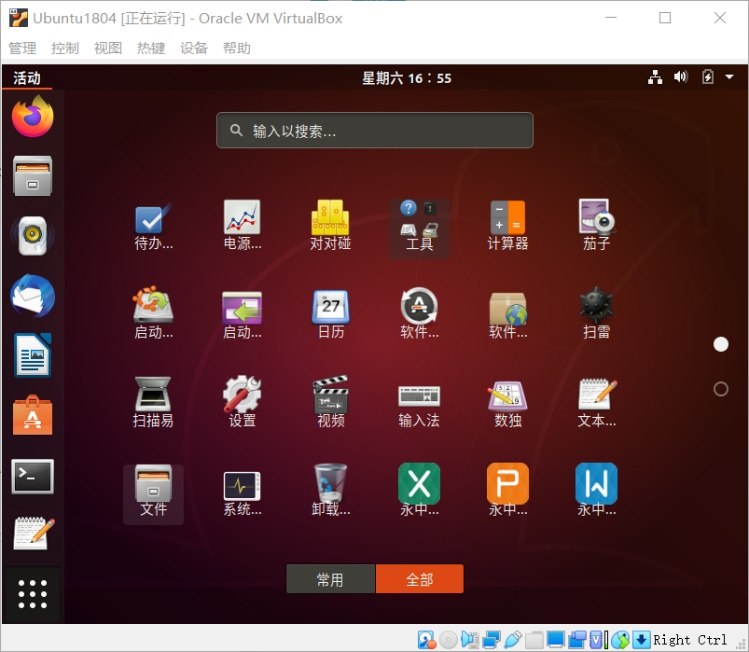 Ubuntu1804 [正在运行] - Oracle VM VirtualBox
管理 控制 视图 热键 设备 帮助
活动 星期六 16：55
输入以搜索...
待办... 电源... 对对碰 工具 计算器 茄子
27
启动... 启动... 日历 软件... 软件... 扫雷
扫描易 设置 视频 输入法 数独 文本...
文件 系统... 卸载... 永中... 永中... 永中...
常用 全部
Right Ctrl